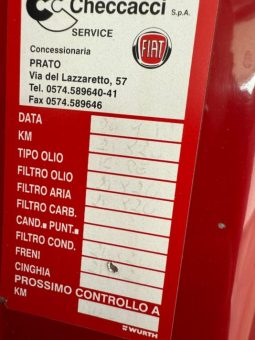 CC Checcacci S.p.A.
SERVICE
Concessionaria
FIAT
PRATO
Via del Lazzaretto, 57
Tel. 0574.589640-41
Fax 0574.589646
DATA
KM
TIPO OLIO
FILTRO OLIO
FILTRO ARIA
FILTRO CARB.
CAND.■ PUNT.■
FILTRO COND.
FRENI
CINGHIA
PROSSIMO CONTROLLO A
KM
WÜRTH